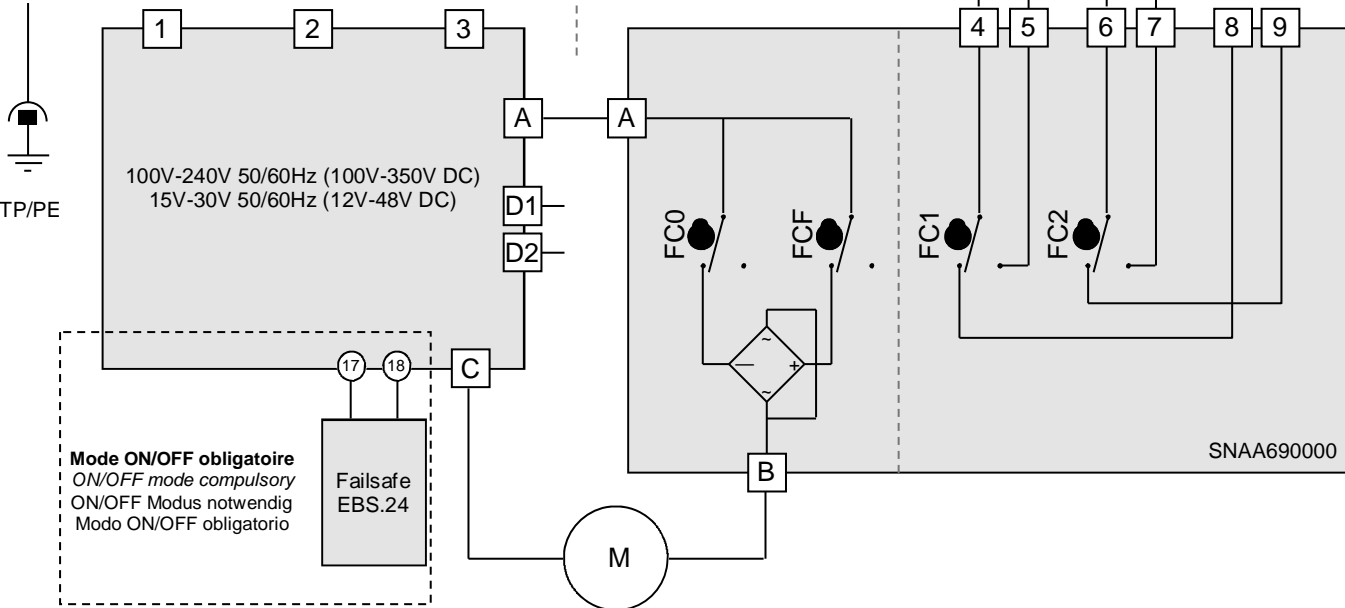 1
2
3
4
5
6
7
8
9
A
A
TP/PE
100V-240V 50/60Hz (100V-350V DC)
15V-30V 50/60Hz (12V-48V DC)
D1
D2
FC0
FCF
FC1
FC2
~
— +
~
17
18
C
Mode ON/OFF obligatoire
ON/OFF mode compulsory
ON/OFF Modus notwendig
Modo ON/OFF obligatorio
Failsafe
EBS.24
SNAA690000
B
M